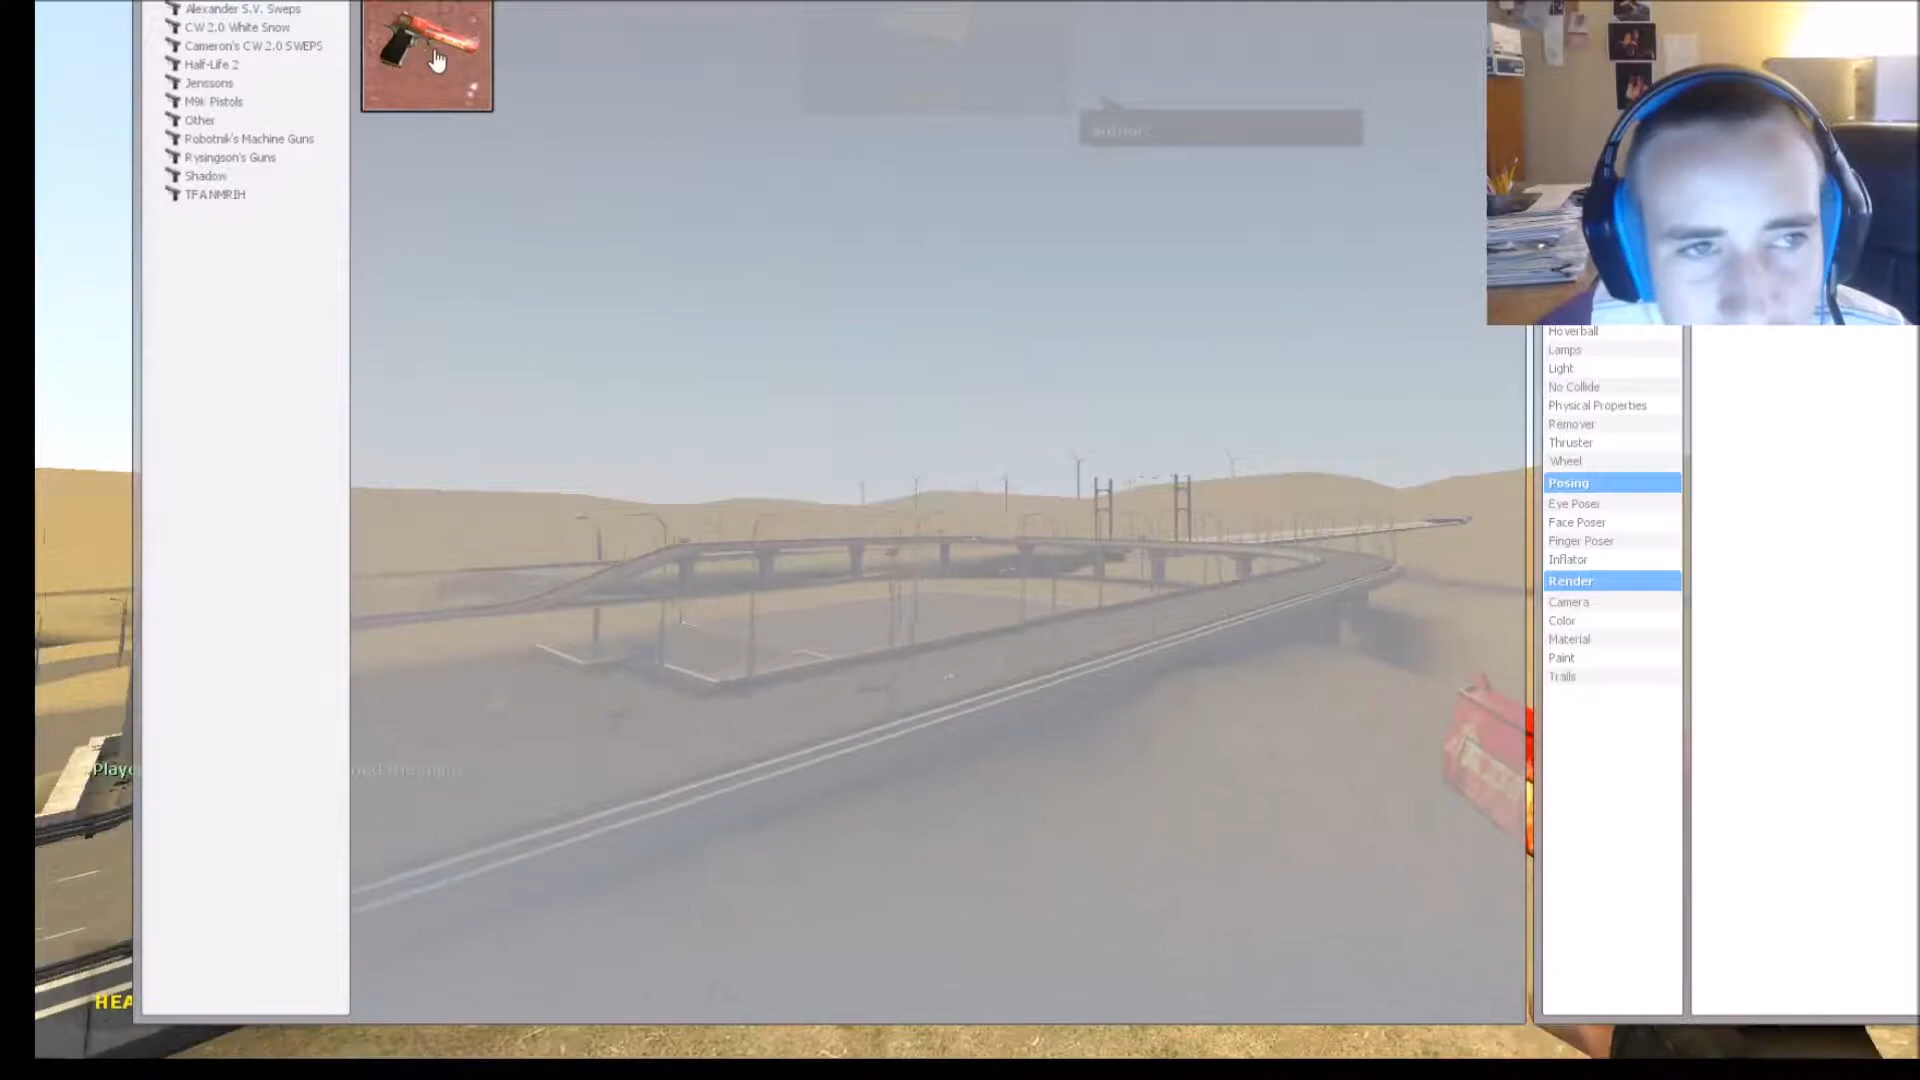 Alexander S.V. Sweps
CW 2.0 White Snow
Cameron's CW 2.0 SWEPS
Half-Life 2
Jenssons
M9k Pistols
Other
Robotnik's Machine Guns
Rysingson's Guns
Shadow
TFA NMRIH
Hoverball
Lamps
Light
No Collide
Physical Properties
Remover
Thruster
Wheel
Posing
Eye Poser
Face Poser
Finger Poser
Inflator
Render
Camera
Color
Material
Paint
Trails
Playe
HEA